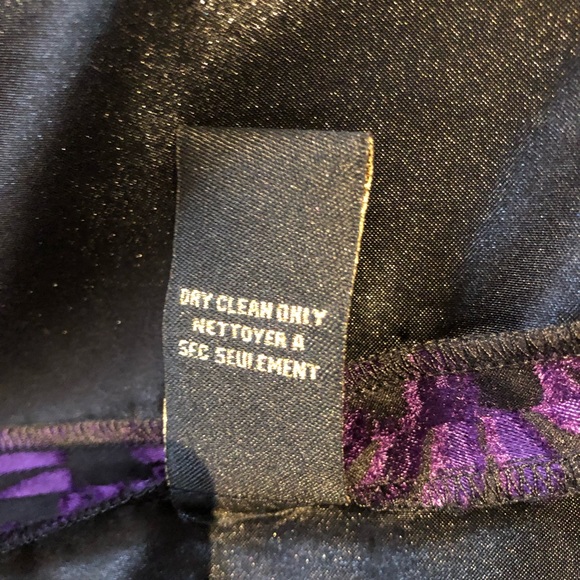 DRY CLEAN ONLY
NETTOYER A
SEC SEULEMENT